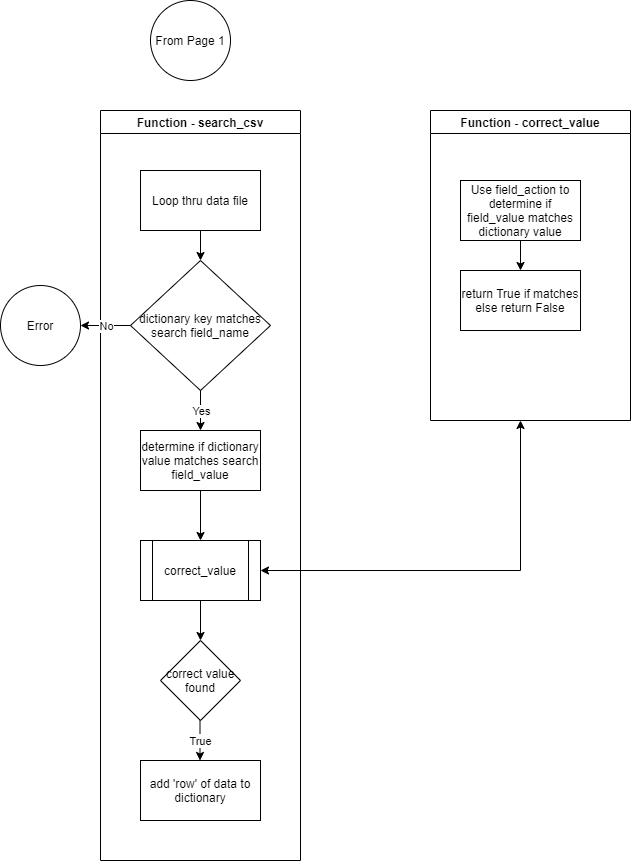 From Page 1
Function - search_csv
Loop thru data file
dictionary key matches
search field_name
No
Error
Yes
determine if dictionary
value matches search
field_value
correct_value
correct value
found
True
add 'row' of data to
dictionary
Function - correct_value
Use field_action to
determine if
field_value matches
dictionary value
return True if matches
else return False